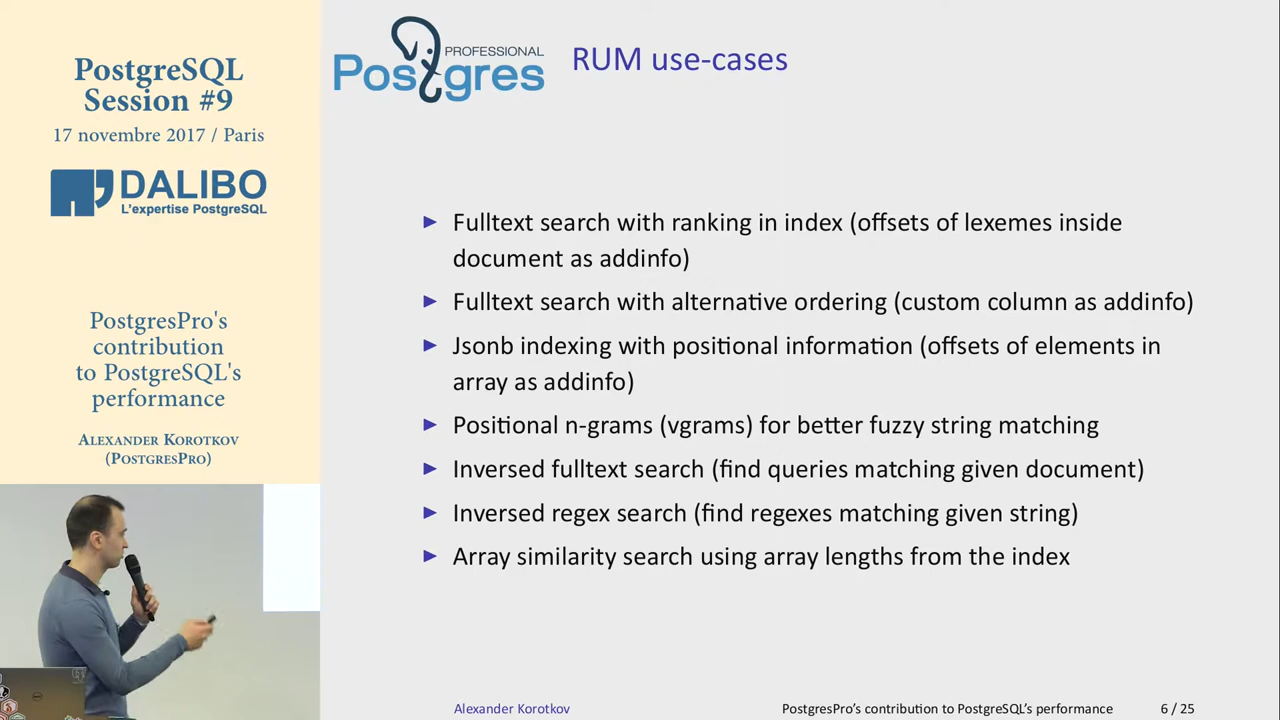 PostgreSQL
Session #9
17 novembre 2017 / Paris
DALIBO
L'expertise PostgreSQL
PostgresPro's
contribution
to PostgreSQL's
performance
Alexander Korotkov
(PostgresPro)
PROFESSIONAL
Postgres
RUM use-cases
Fulltext search with ranking in index (offsets of lexemes inside
document as addinfo)
Fulltext search with alternative ordering (custom column as addinfo)
Jsonb indexing with positional information (offsets of elements in
array as addinfo)
Positional n-grams (vgrams) for better fuzzy string matching
Inversed fulltext search (find queries matching given document)
Inversed regex search (find regexes matching given string)
Array similarity search using array lengths from the index
Alexander Korotkov
PostgresPro's contribution to PostgreSQL's performance
6 / 25